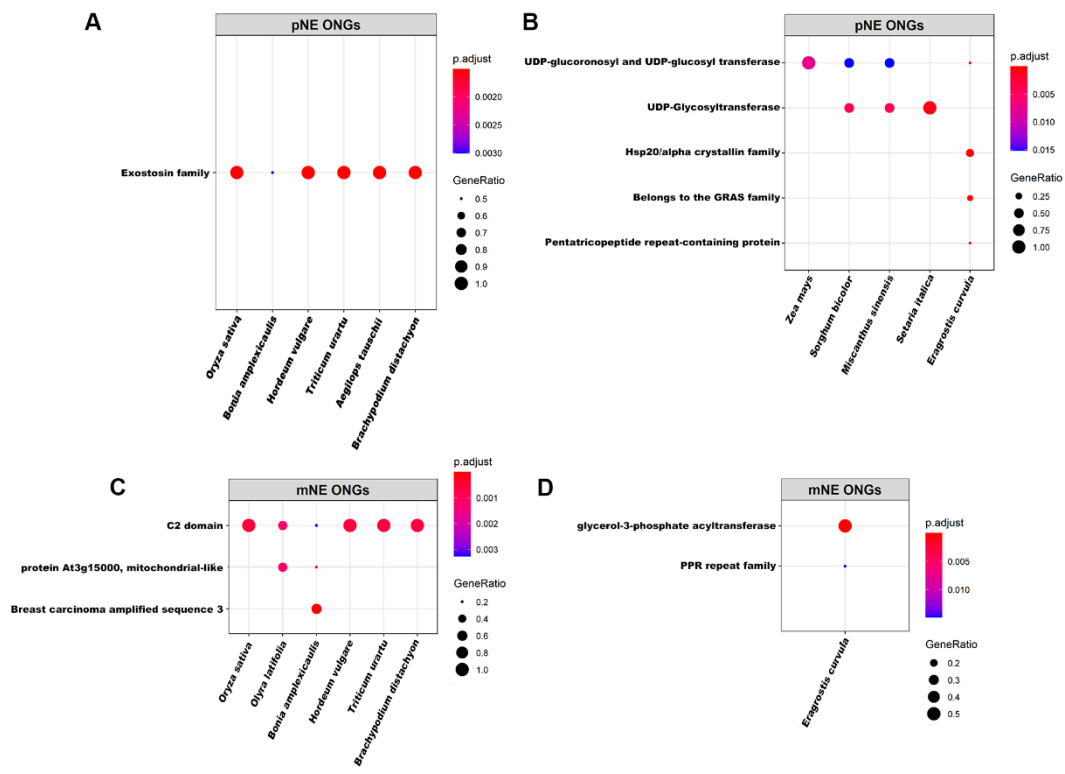 A
pNE ONGs
Exostosin family
Oryza sativa
Bonia amplexicaulis
Hordeum vulgare
Triticum urartu
Aegilops tauschii
Brachypodium distachyon
p.adjust
0.0020
0.0025
0.0030
GeneRatio
0.5
0.6
0.7
0.8
0.9
1.0
B
pNE ONGs
UDP-glucoronosyl and UDP-glucosyl transferase
UDP-Glycosyltransferase
Hsp20/alpha crystallin family
Belongs to the GRAS family
Pentatricopeptide repeat-containing protein
Zea mays
Sorghum bicolor
Miscanthus sinensis
Setaria italica
Eragrostis curvula
p.adjust
0.005
0.010
0.015
GeneRatio
0.25
0.50
0.75
1.00
C
mNE ONGs
C2 domain
protein At3g15000, mitochondrial-like
Breast carcinoma amplified sequence 3
Oryza sativa
Olyra latifolia
Bonia amplexicaulis
Hordeum vulgare
Triticum urartu
Brachypodium distachyon
p.adjust
0.001
0.002
0.003
GeneRatio
0.2
0.4
0.6
0.8
1.0
D
mNE ONGs
glycerol-3-phosphate acyltransferase
PPR repeat family
Eragrostis curvula
p.adjust
0.005
0.010
GeneRatio
0.2
0.3
0.4
0.5